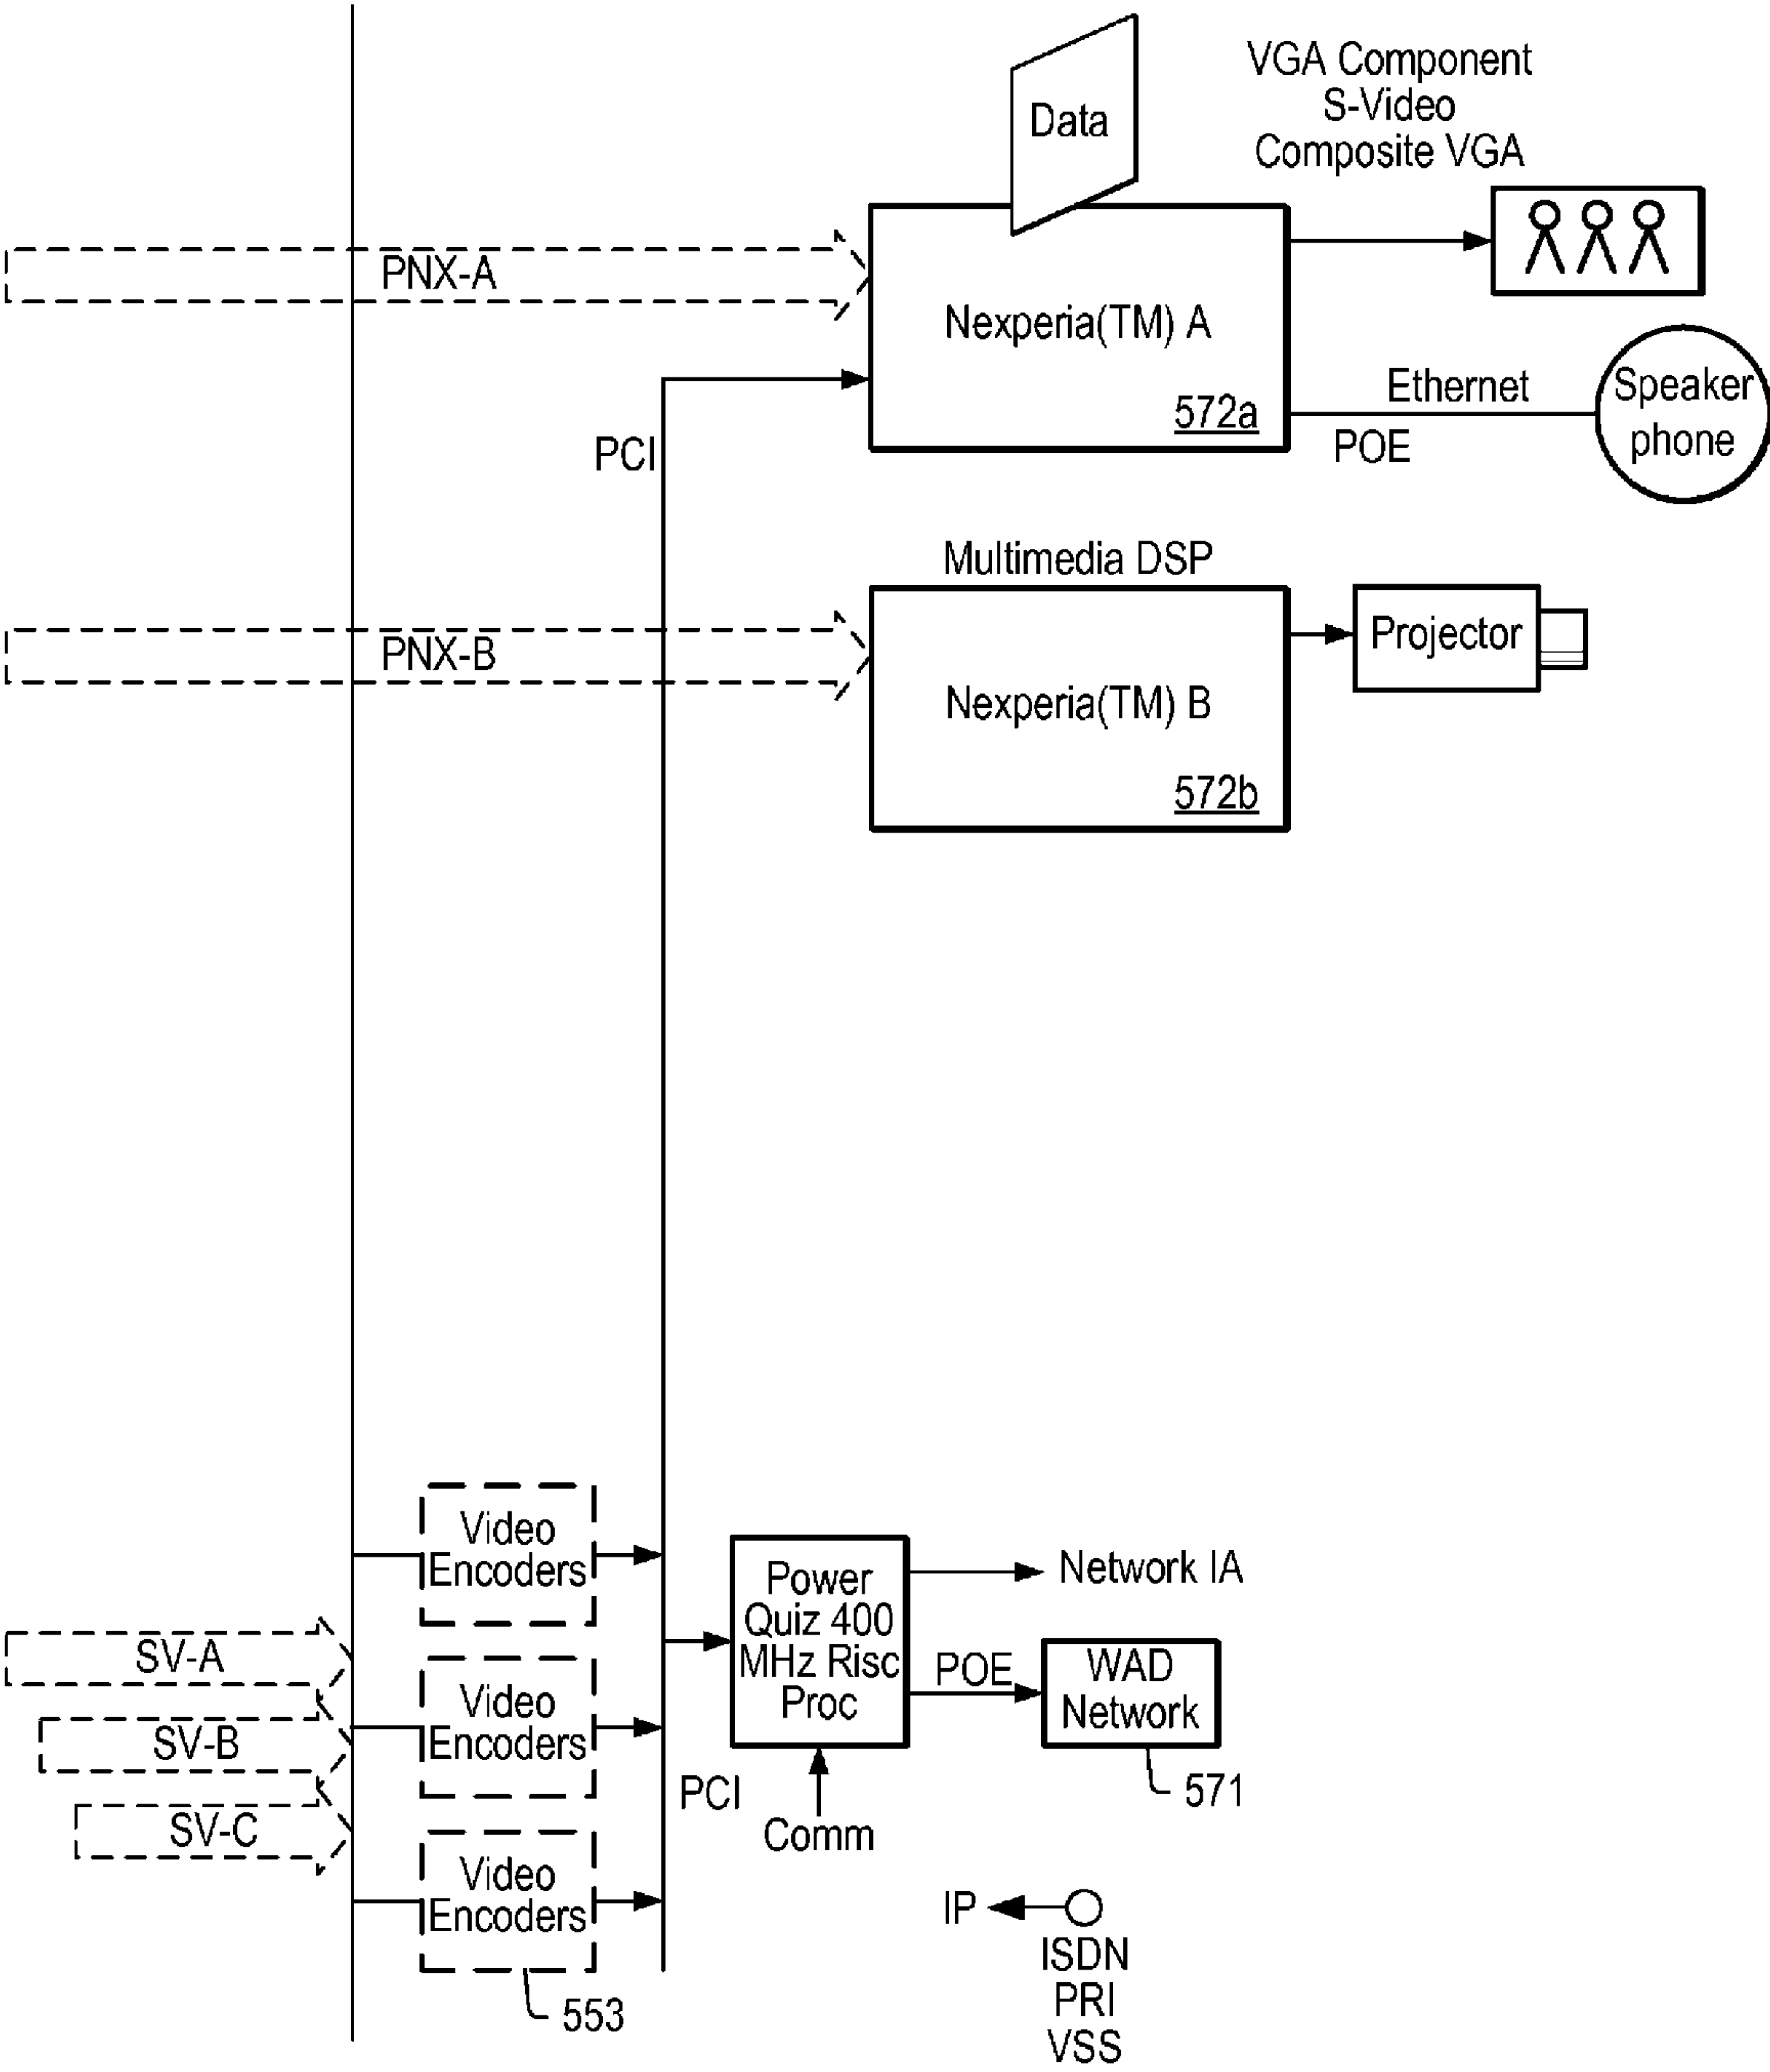 Data
VGA Component
S-Video
Composite VGA
PNX-A
Nexperia(TM) A
572a
Ethernet
POE
Speaker
phone
PCI
Multimedia DSP
PNX-B
Nexperia(TM) B
572b
Projector
Video
Encoders
Video
Encoders
Video
Encoders
553
SV-A
SV-B
SV-C
PCI
Power
Quiz 400
MHz Risc
Proc
Comm
Network IA
POE
WAD
Network
571
IP
ISDN
PRI
VSS